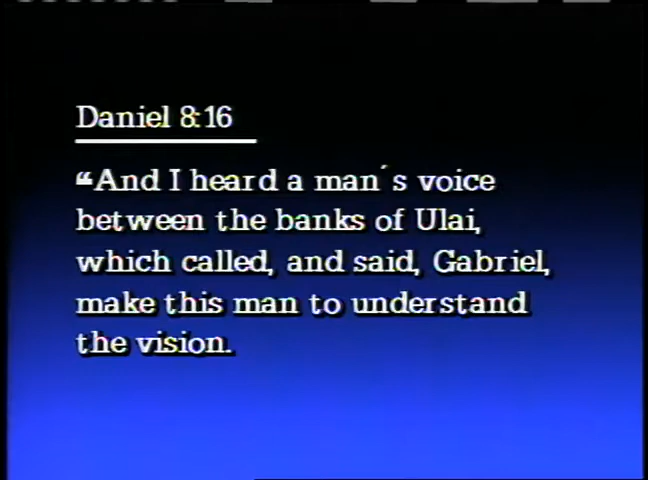 Daniel 8:16
“And I heard a man's voice
between the banks of Ulai,
which called, and said, Gabriel,
make this man to understand
the vision.